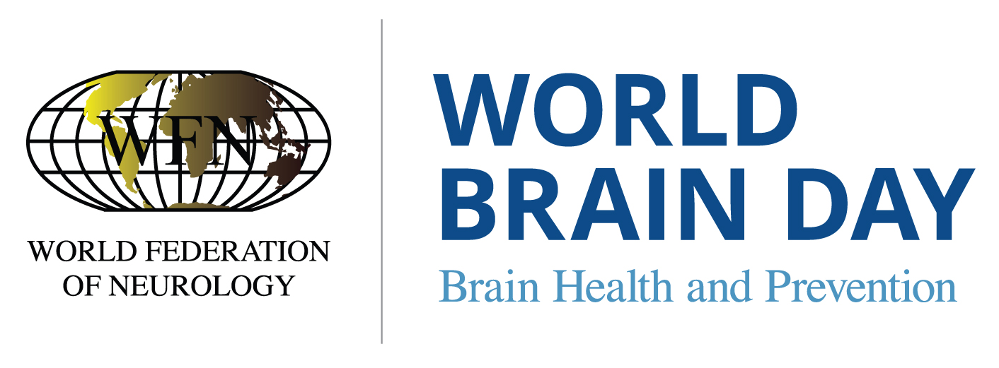 WFN
WORLD FEDERATION
OF NEUROLOGY
WORLD
BRAIN DAY
Brain Health and Prevention